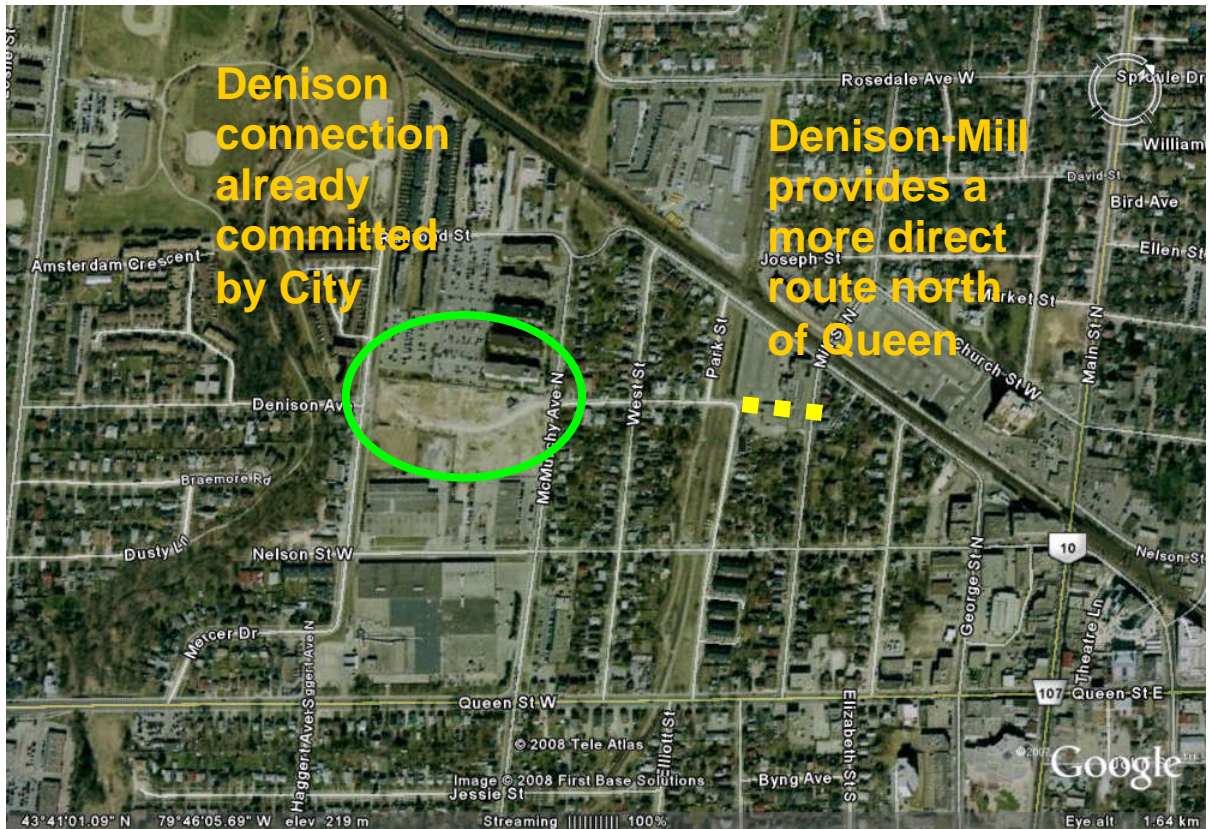 Denison
connection
already
committed
by City
Denison-Mill
provides a
more direct
route north
of Queen
Rosedale Ave W
Sproule Dr
William
David St
Bird Ave
Ellen St
Joseph St
Market St
Church St W
Main St N
Amsterdam Crescent
Denison Ave
McMurchy Ave N
West St
Park St
Mill St N
Braemore Rd
Dusty Ln
Nelson St W
10
Nelson St
George St N
Theatre Ln
Mercer Dr
Haggert Ave S
Queen St W
107
Queen St E
Elliott St
Elizabeth St S
Byng Ave
Jessie St
© 2008 Tele Atlas
Image © 2008 First Base Solutions
Google
43°41'01.09" N 79°46'05.69" W elev 219 m
Streaming 100%
Eye alt 1.64 km